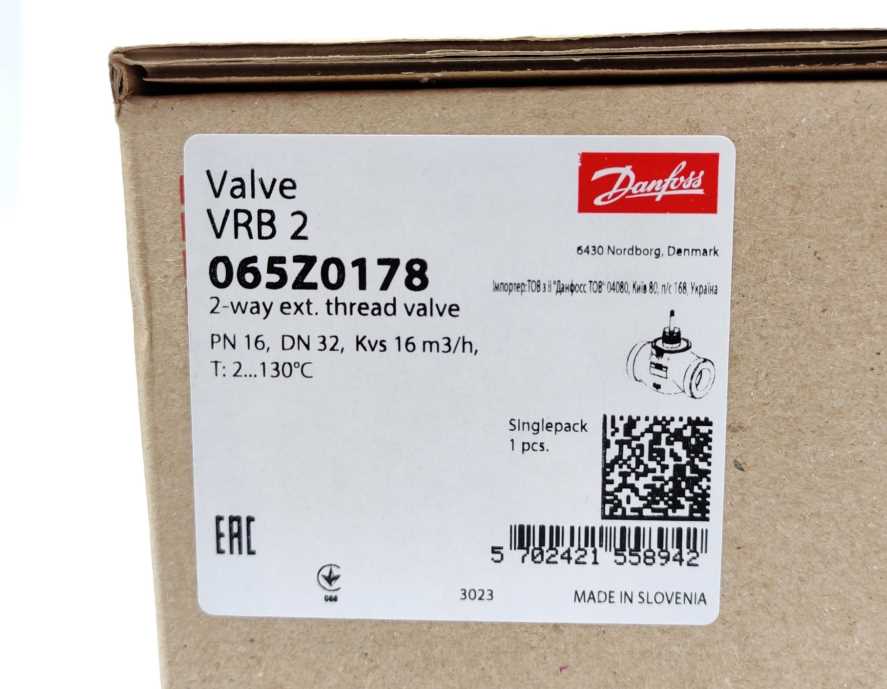 Valve
VRB 2
065Z0178
2-way ext. thread valve
PN 16, DN 32, Kvs 16 m3/h,
T: 2...130°C
Danfoss
6430 Nordborg, Denmark
Імпортер:ТОВ з ІІ "Данфосс ТОВ" 04080, Київ 80, п/с 168, Україна
Singlepack
1 pcs.
EAC
5 702421 558942
3023
MADE IN SLOVENIA